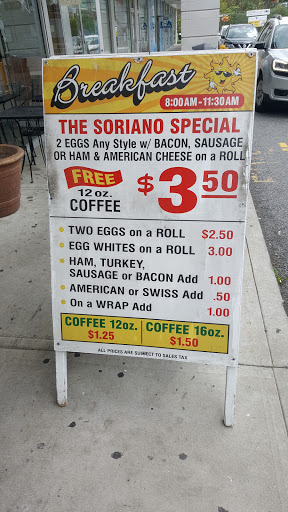 Breakfast
8:00AM-11:30AM
THE SORIANO SPECIAL
2 EGGS Any Style w/ BACON, SAUSAGE
OR HAM & AMERICAN CHEESE on a ROLL
FREE
12 oz.
COFFEE
$3.50
TWO EGGS on a ROLL $2.50
EGG WHITES on a ROLL 3.00
HAM, TURKEY,
SAUSAGE or BACON Add 1.00
AMERICAN or SWISS Add .50
On a WRAP Add 1.00
COFFEE 12oz. COFFEE 16oz.
$1.25 $1.50
ALL PRICES ARE SUBJECT TO SALES TAX